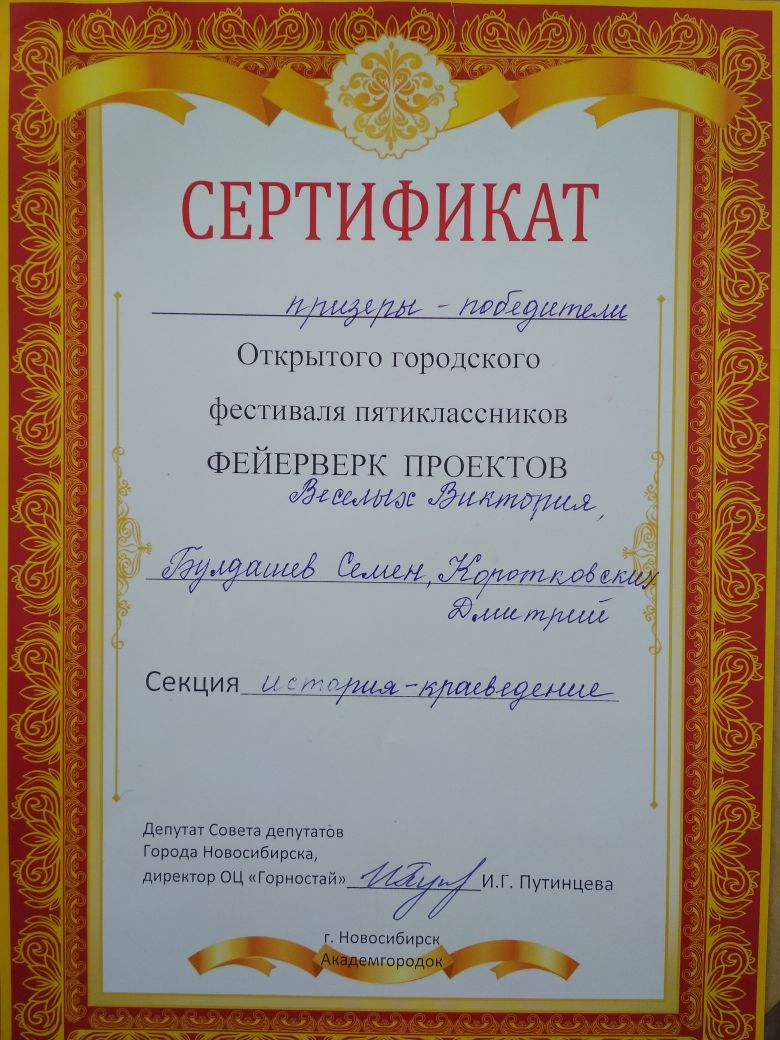 СЕРТИФИКАТ
призеры - победители
Открытого городского
фестиваля пятиклассников
ФЕЙЕРВЕРК ПРОЕКТОВ
Веселых Виктория,
Булдашев Семен, Коротковских
Дмитрий
Секция история-краеведение
Депутат Совета депутатов
Города Новосибирска,
директор ОЦ «Горностай» И.Г. Путинцева
г. Новосибирск
Академгородок